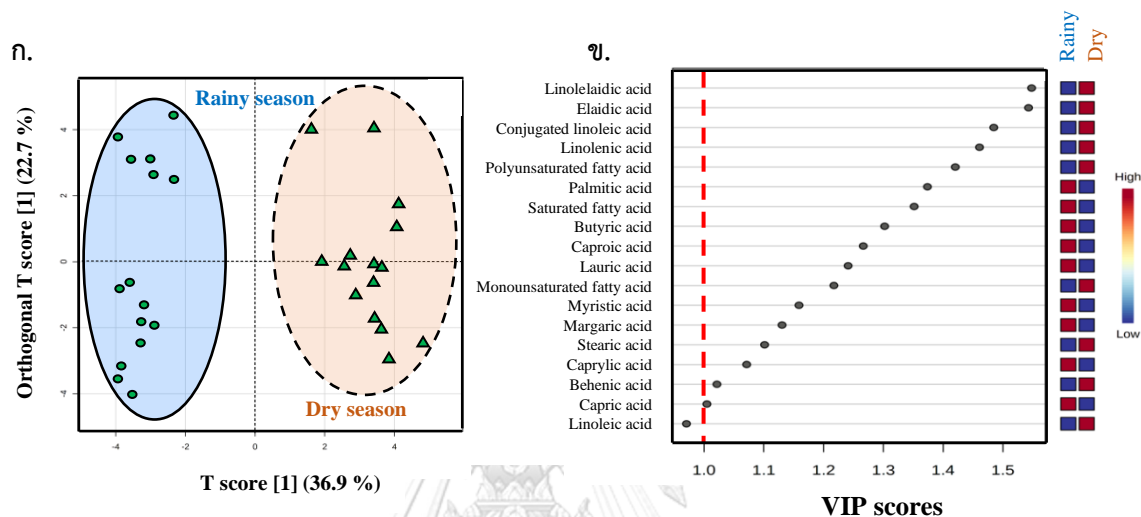 ก.
Rainy season
Dry season
Orthogonal T score [1] (22.7 %)
4
2
0
-2
-4
-4
-2
0
2
4
T score [1] (36.9 %)
ข.
Rainy
Dry
Linolelaidic acid
Elaidic acid
Conjugated linoleic acid
Linolenic acid
Polyunsaturated fatty acid
Palmitic acid
Saturated fatty acid
Butyric acid
Caproic acid
Lauric acid
Monounsaturated fatty acid
Myristic acid
Margaric acid
Stearic acid
Caprylic acid
Behenic acid
Capric acid
Linoleic acid
1.0
1.1
1.2
1.3
1.4
1.5
VIP scores
High
Low